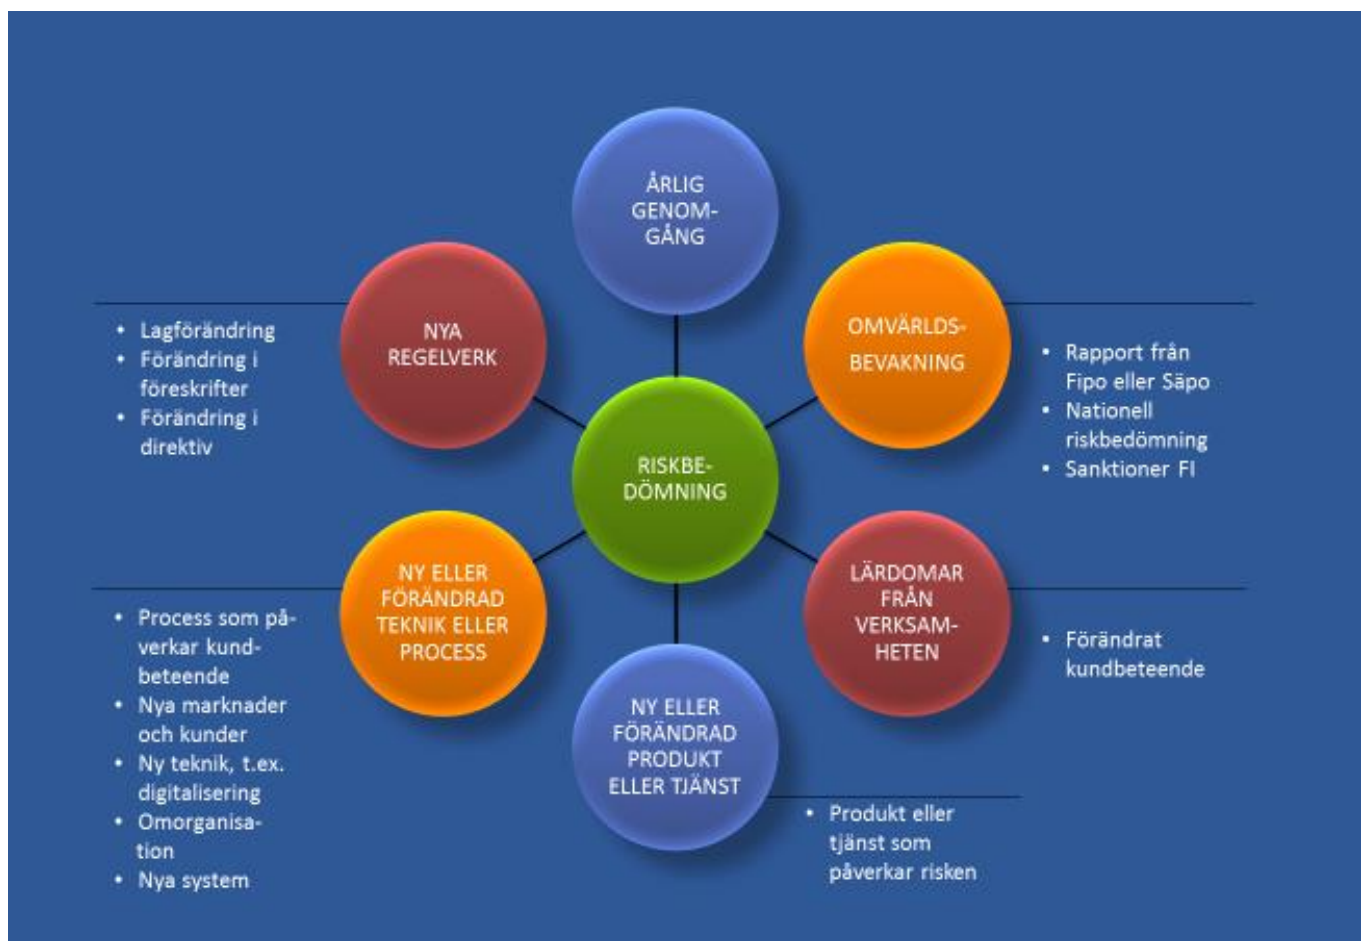 ÅRLIG
GENOM-
GÅNG
NYA
REGELVERK
• Lagförändring
• Förändring i
föreskrifter
• Förändring i
direktiv
OMVÄRLDS-
BEVAKNING
• Rapport från
Fipo eller Säpo
• Nationell
riskbedömning
• Sanktioner FI
RISKBE-
DÖMNING
NY ELLER
FÖRÄNDRAD
TEKNIK ELLER
PROCESS
• Process som på-
verkar kund-
beteende
• Nya marknader
och kunder
• Ny teknik, t.ex.
digitalisering
• Omorganisa-
tion
• Nya system
LÄRDOMAR
FRÅN
VERKSAM-
HETEN
• Förändrat
kundbeteende
NY ELLER
FÖRÄNDRAD
PRODUKT
ELLER TJÄNST
• Produkt eller
tjänst som
påverkar risken